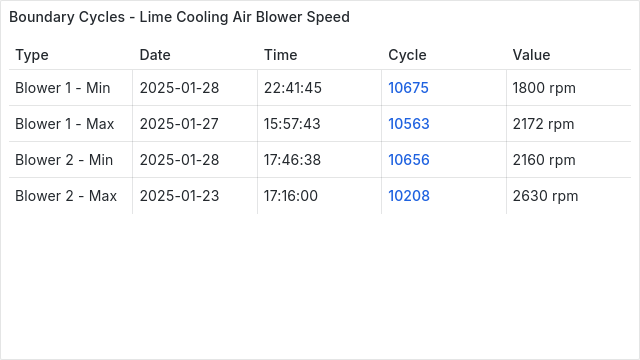 Boundary Cycles - Lime Cooling Air Blower Speed
Type Date Time Cycle Value
Blower 1 - Min 2025-01-28 22:41:45 10675 1800 rpm
Blower 1 - Max 2025-01-27 15:57:43 10563 2172 rpm
Blower 2 - Min 2025-01-28 17:46:38 10656 2160 rpm
Blower 2 - Max 2025-01-23 17:16:00 10208 2630 rpm